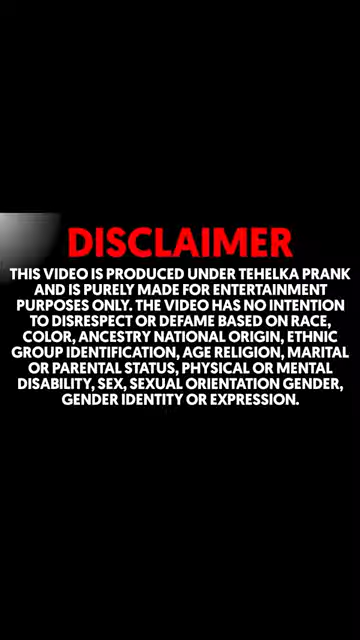 DISCLAIMER
THIS VIDEO IS PRODUCED UNDER TEHELKA PRANK
AND IS PURELY MADE FOR ENTERTAINMENT
PURPOSES ONLY. THE VIDEO HAS NO INTENTION
TO DISRESPECT OR DEFAME BASED ON RACE,
COLOR, ANCESTRY NATIONAL ORIGIN, ETHNIC
GROUP IDENTIFICATION, AGE RELIGION, MARITAL
OR PARENTAL STATUS, PHYSICAL OR MENTAL
DISABILITY, SEX, SEXUAL ORIENTATION GENDER,
GENDER IDENTITY OR EXPRESSION.